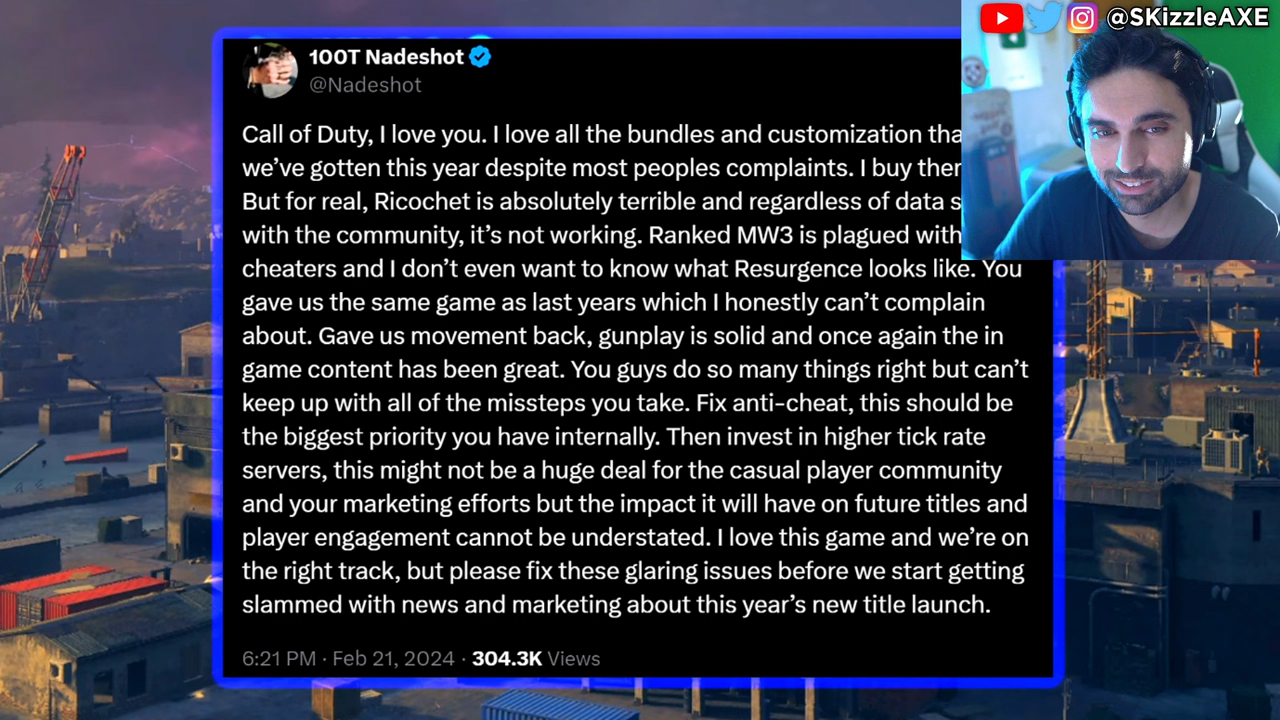 @SKizzleAXE
100T Nadeshot
@Nadeshot
Call of Duty, I love you. I love all the bundles and customization tha
we’ve gotten this year despite most peoples complaints. I buy
But for real, Ricochet is absolutely terrible and regardless of data s
with the community, it’s not working. Ranked MW3 is plagued with
cheaters and I don’t even want to know what Resurgence looks like. You
gave us the same game as last years which I honestly can’t complain
about. Gave us movement back, gunplay is solid and once again the in
game content has been great. You guys do so many things right but can’t
keep up with all of the missteps you take. Fix anti-cheat, this should be
the biggest priority you have internally. Then invest in higher tick rate
servers, this might not be a huge deal for the casual player community
and your marketing efforts but the impact it will have on future titles and
player engagement cannot be understated. I love this game and we’re on
the right track, but please fix these glaring issues before we start getting
slammed with news and marketing about this year’s new title launch.
6:21 PM · Feb 21, 2024 · 304.3K Views